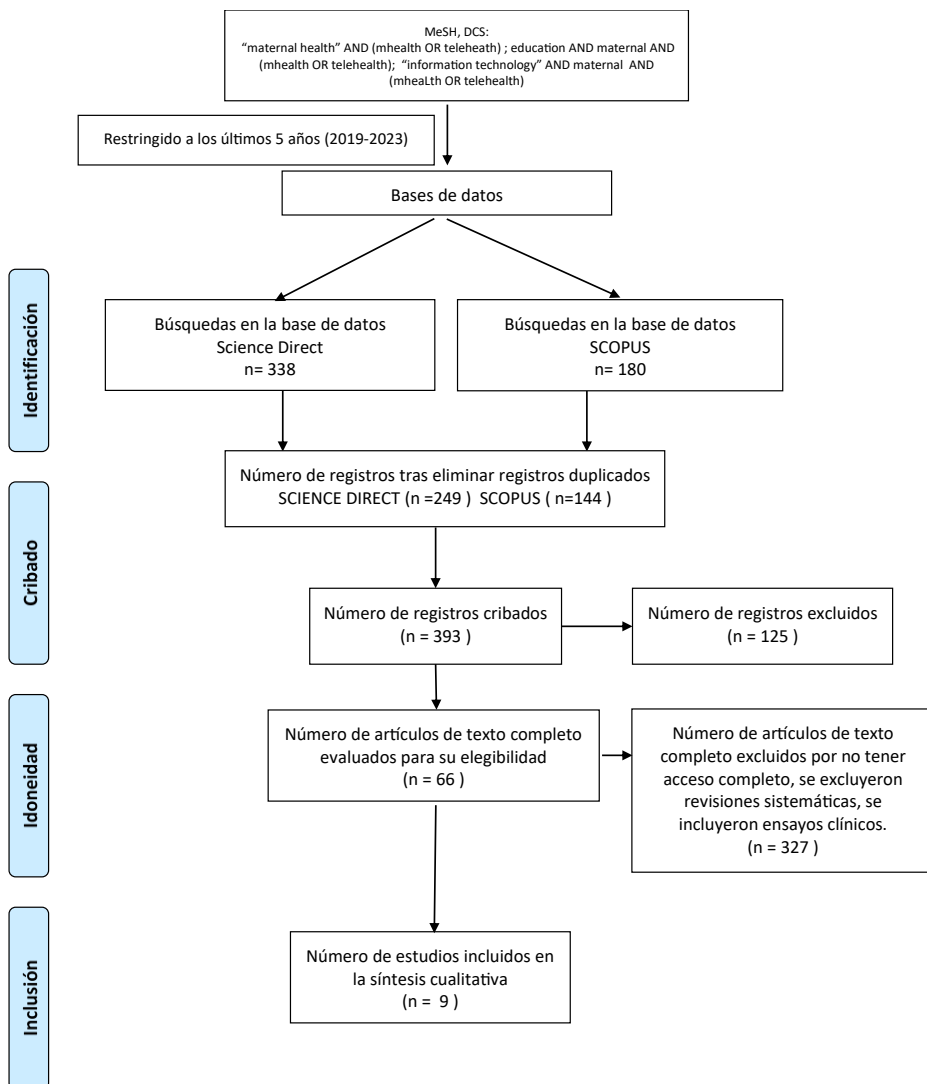 MeSH, DCS:
“maternal health” AND (mhealth OR teleheath) ; education AND maternal AND
(mhealth OR telehealth); “information technology” AND maternal AND
(mheaLth OR telehealth)
Restringido a los últimos 5 años (2019-2023)
Bases de datos
Identificación
Búsquedas en la base de datos
Science Direct
n= 338
Búsquedas en la base de datos
SCOPUS
n= 180
Número de registros tras eliminar registros duplicados
SCIENCE DIRECT (n =249 ) SCOPUS ( n=144 )
Cribado
Número de registros cribados
(n = 393 )
Número de registros excluidos
(n = 125 )
Idoneidad
Número de artículos de texto completo
evaluados para su elegibilidad
(n = 66 )
Número de artículos de texto
completo excluidos por no tener
acceso completo, se excluyeron
revisiones sistemáticas, se
incluyeron ensayos clínicos.
(n = 327 )
Inclusión
Número de estudios incluidos en
la síntesis cualitativa
(n = 9 )